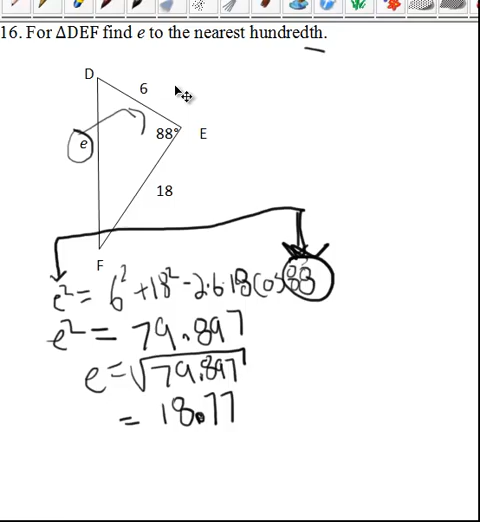 16. For ΔDEF find e to the nearest hundredth.
D
6
88°
E
e
18
F
e² = 6² + 18² - 2·6·18 cos 88
e² = 79.897
e = √79.897
= 18.77